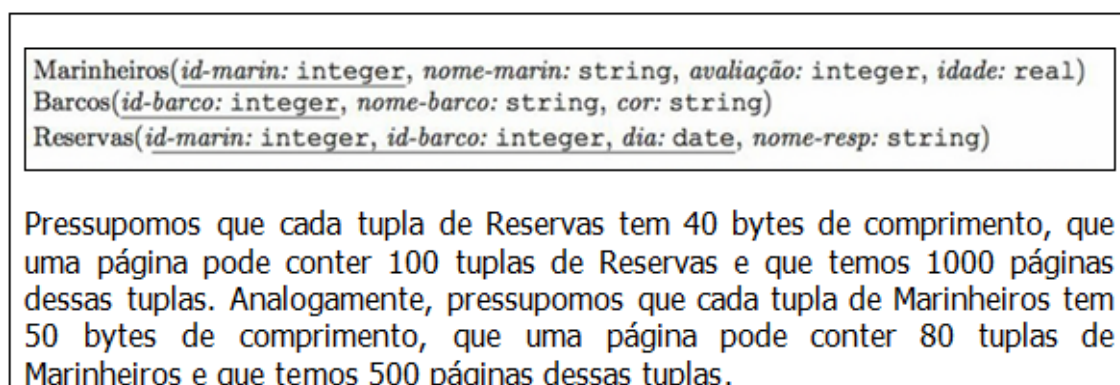 Marinheiros(id-marin: integer, nome-marin: string, avaliação: integer, idade: real)
Barcos(id-barco: integer, nome-barco: string, cor: string)
Reservas(id-marin: integer, id-barco: integer, dia: date, nome-resp: string)
Pressupomos que cada tupla de Reservas tem 40 bytes de comprimento, que
uma página pode conter 100 tuplas de Reservas e que temos 1000 páginas
dessas tuplas. Analogamente, pressupomos que cada tupla de Marinheiros tem
50 bytes de comprimento, que uma página pode conter 80 tuplas de
Marinheiros e que temos 500 páginas dessas tuplas.